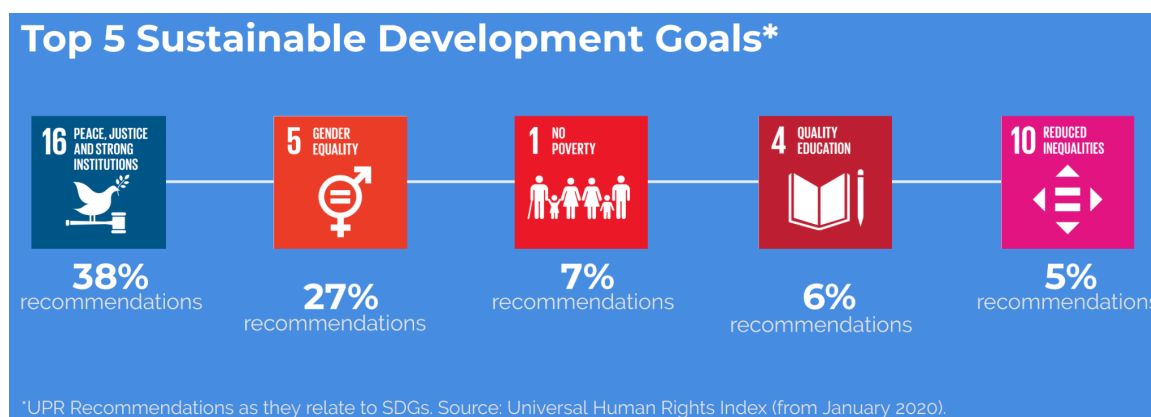 Top 5 Sustainable Development Goals*
16 PEACE, JUSTICE
AND STRONG
INSTITUTIONS
38%
recommendations
5 GENDER
EQUALITY
27%
recommendations
1 NO
POVERTY
7%
recommendations
4 QUALITY
EDUCATION
6%
recommendations
10 REDUCED
INEQUALITIES
5%
recommendations
*UPR Recommendations as they relate to SDGs. Source: Universal Human Rights Index (from January 2020).